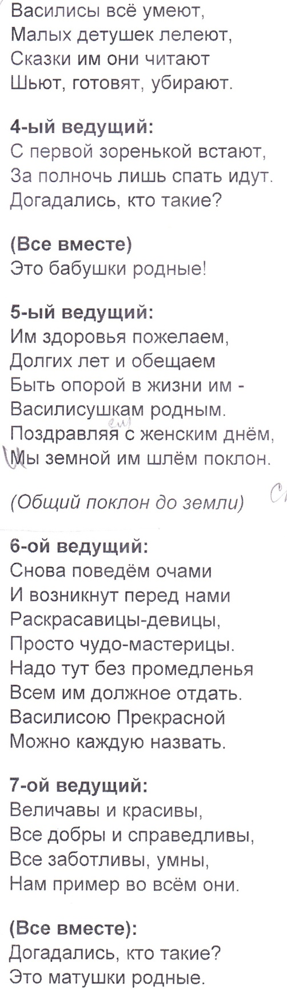 Василисы всё умеют,
Малых детушек лелеют,
Сказки им они читают
Шьют, готовят, убирают.
4-ый ведущий:
С первой зоренькой встают,
За полночь лишь спать идут.
Догадались, кто такие?
(Все вместе)
Это бабушки родные!
5-ый ведущий:
Им здоровья пожелаем,
Долгих лет и обещаем
Быть опорой в жизни им -
Василисушкам родным.
Поздравляя с женским днём,
Мы земной им шлём поклон.
(Общий поклон до земли)
6-ой ведущий:
Снова поведём очами
И возникнут перед нами
Раскрасавицы-девицы,
Просто чудо-мастерицы.
Надо тут без промедленья
Всем им должное отдать.
Василисою Прекрасной
Можно каждую назвать.
7-ой ведущий:
Величавы и красивы,
Все добры и справедливы,
Все заботливы, умны,
Нам пример во всём они.
(Все вместе):
Догадались, кто такие?
Это матушки родные.